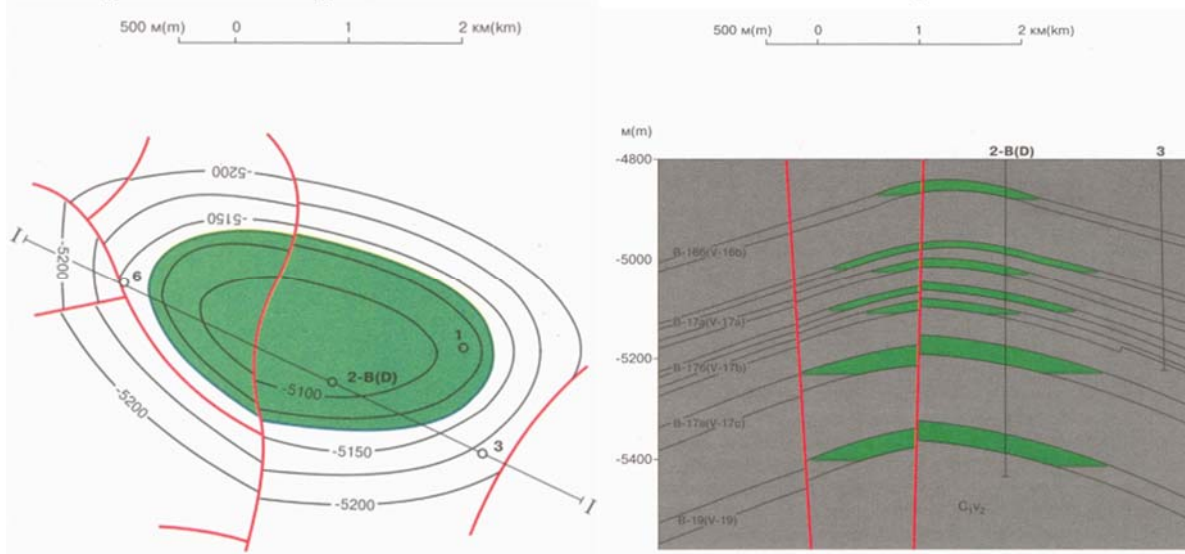 500 м(m) 0 1 2 км(km)
-5200
-5150
-5200
I
6
1
2-В(D)
-5100
3
-5200
-5150
-5200
I
500 м(m) 0 1 2 км(km)
м(m)
2-В(D) 3
-4800
В-16б(V-16b)
-5000
В-17а(V-17a)
-5200
В-17б(V-17b)
В-17в(V-17c)
-5400
В-19(V-19)
C₁v₂